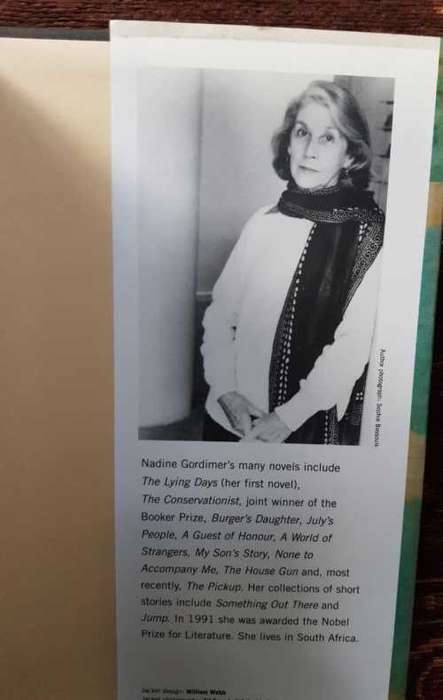 Author photograph: Sophie Bassouls
Nadine Gordimer's many novels include
The Lying Days (her first novel),
The Conservationist, joint winner of the
Booker Prize, Burger's Daughter, July's
People, A Guest of Honour, A World of
Strangers, My Son's Story, None to
Accompany Me, The House Gun and, most
recently, The Pickup. Her collections of short
stories include Something Out There and
Jump. In 1991 she was awarded the Nobel
Prize for Literature. She lives in South Africa.
Jacket design: William Webb